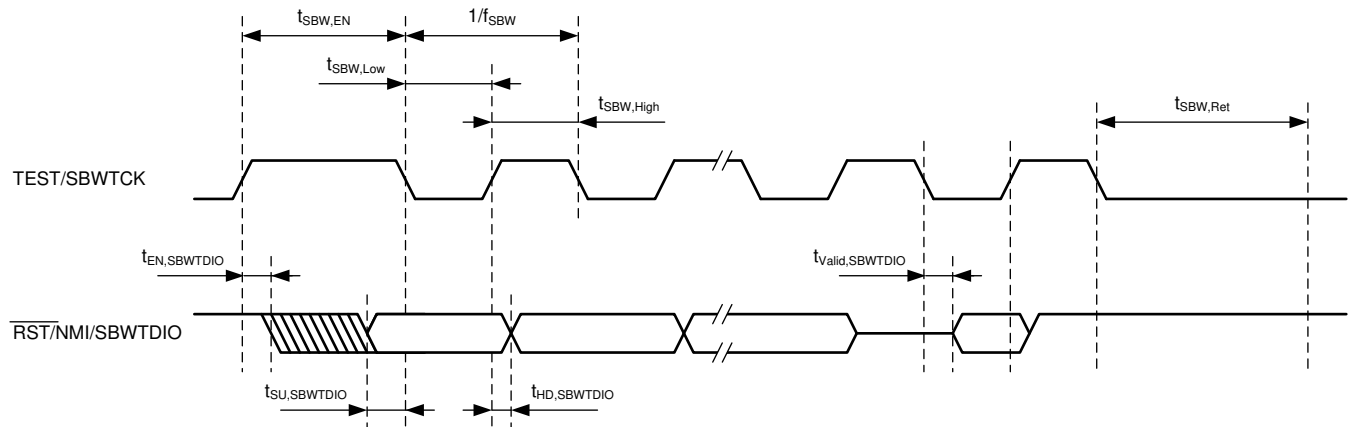 tSBW,EN
1/fSBW
tSBW,Low
tSBW,High
tSBW,Ret
TEST/SBWTCK
tEN,SBWTDIO
tValid,SBWTDIO
RST/NMI/SBWTDIO
tSU,SBWTDIO
tHD,SBWTDIO